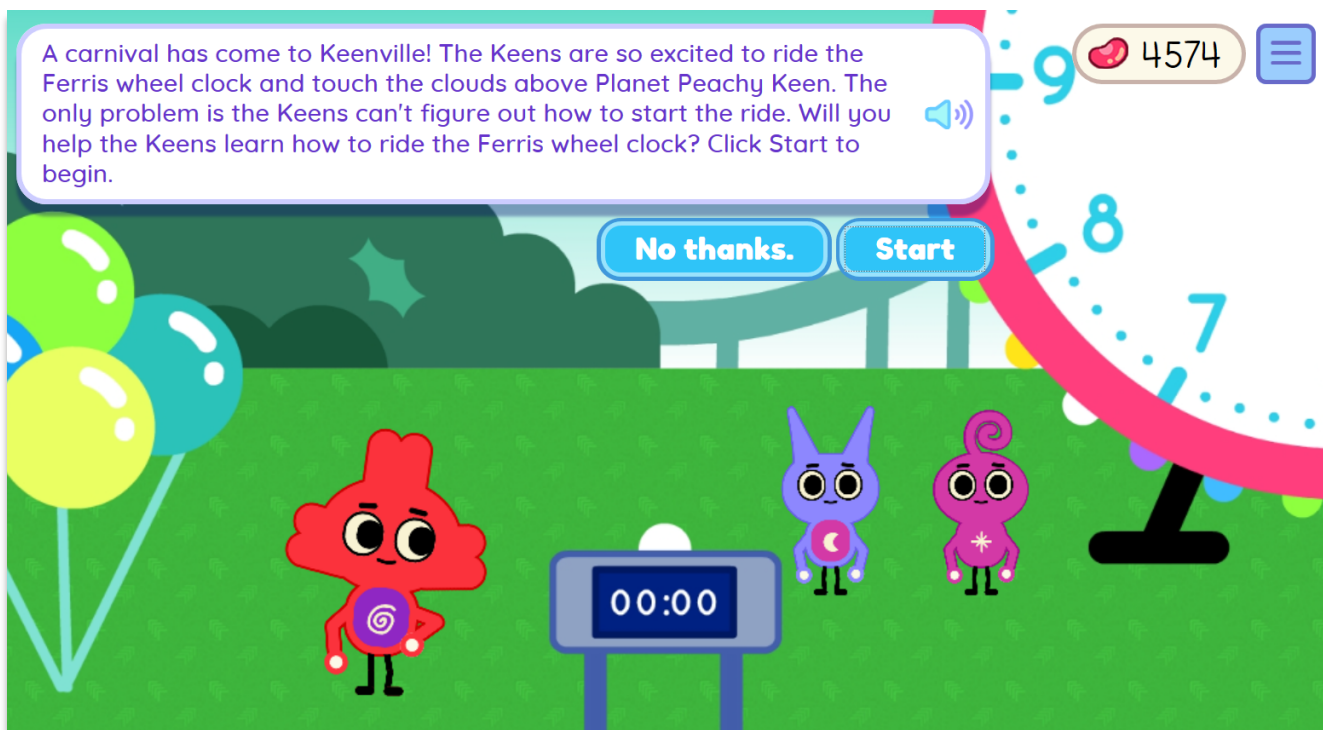 A carnival has come to Keenville! The Keens are so excited to ride the
Ferris wheel clock and touch the clouds above Planet Peachy Keen. The
only problem is the Keens can't figure out how to start the ride. Will you
help the Keens learn how to ride the Ferris wheel clock? Click Start to
begin.
4574
9
No thanks.
Start
8
7
00:00